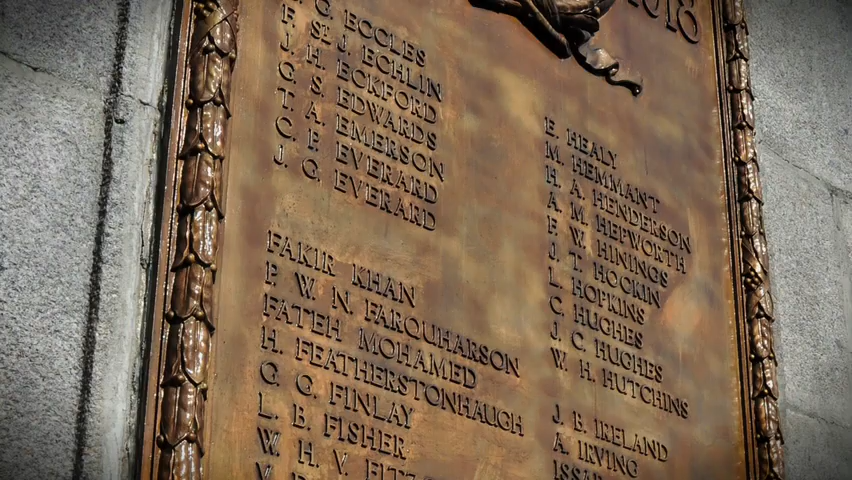 G. ECCLES
F. St. J. ECHLIN
J. H. ECKFORD
G. S. EDWARDS
T. A. EMERSON
C. P. EVERARD
J. G. EVERARD
FAKIR KHAN
P. W. N. FARQUHARSON
FATEH MOHAMED
H. FEATHERSTONHAUGH
G. G. FINLAY
L. B. FISHER
W. H. V.
1918
E. HEALY
M. HEMMANT
H. A. HENDERSON
A. M. HEPWORTH
F. W. HININGS
J. T. HOCKIN
L. HOPKINS
C. HUGHES
J. C. HUGHES
W. H. HUTCHINS
J. B. IRELAND
A. IRVING